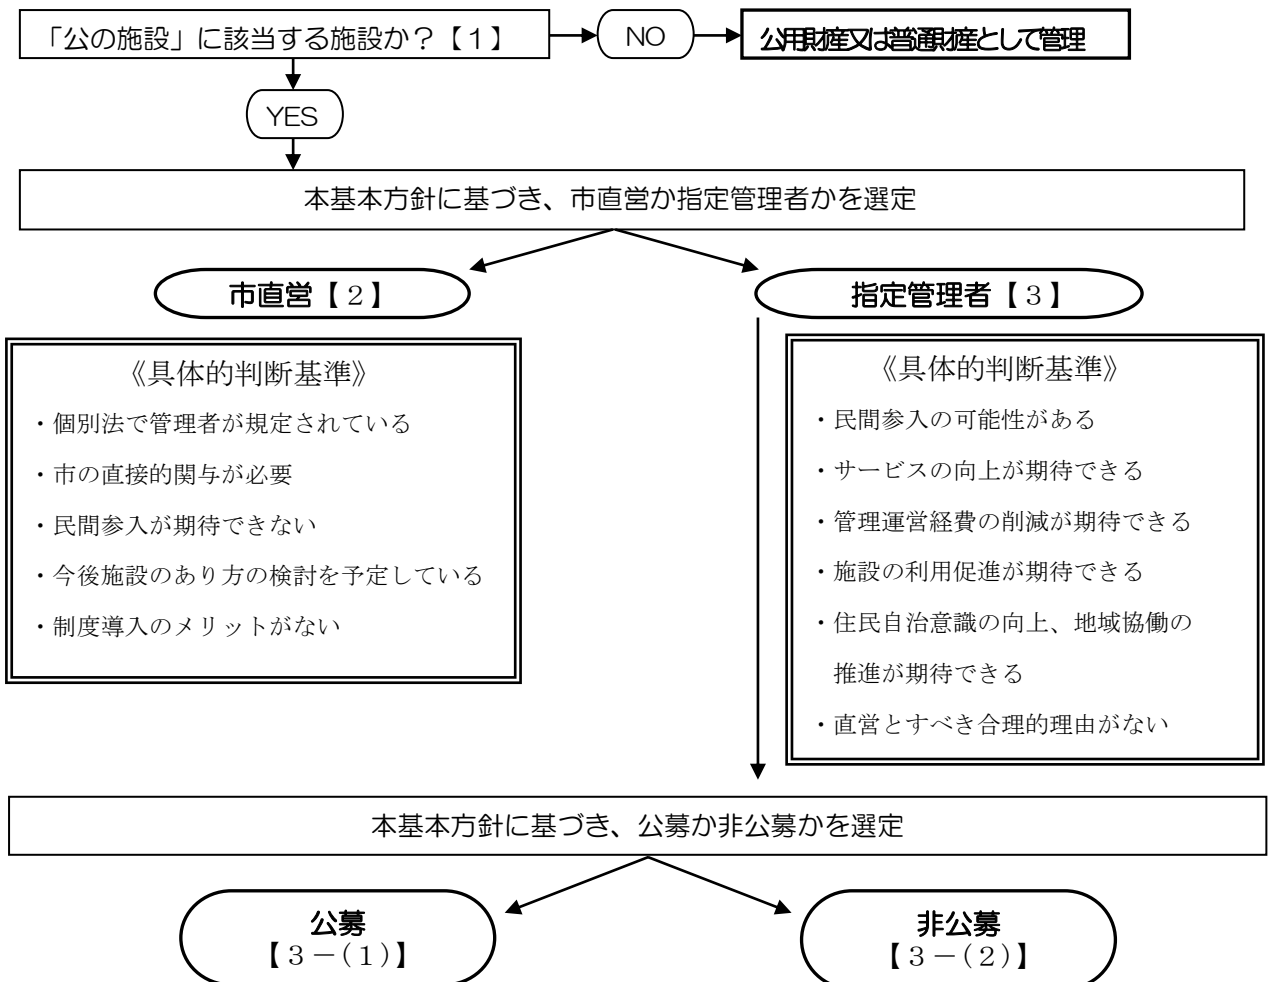 「公の施設」に該当する施設か？【１】
NO
公用財産又は普通財産として管理
YES
本基本方針に基づき、市直営か指定管理者かを選定
市直営【２】
指定管理者【３】
《具体的判断基準》
・個別法で管理者が規定されている
・市の直接的関与が必要
・民間参入が期待できない
・今後施設のあり方の検討を予定している
・制度導入のメリットがない
《具体的判断基準》
・民間参入の可能性がある
・サービスの向上が期待できる
・管理運営経費の削減が期待できる
・施設の利用促進が期待できる
・住民自治意識の向上、地域協働の
推進が期待できる
・直営とすべき合理的理由がない
本基本方針に基づき、公募か非公募かを選定
公募
【３－(１)】
非公募
【３－(２)】